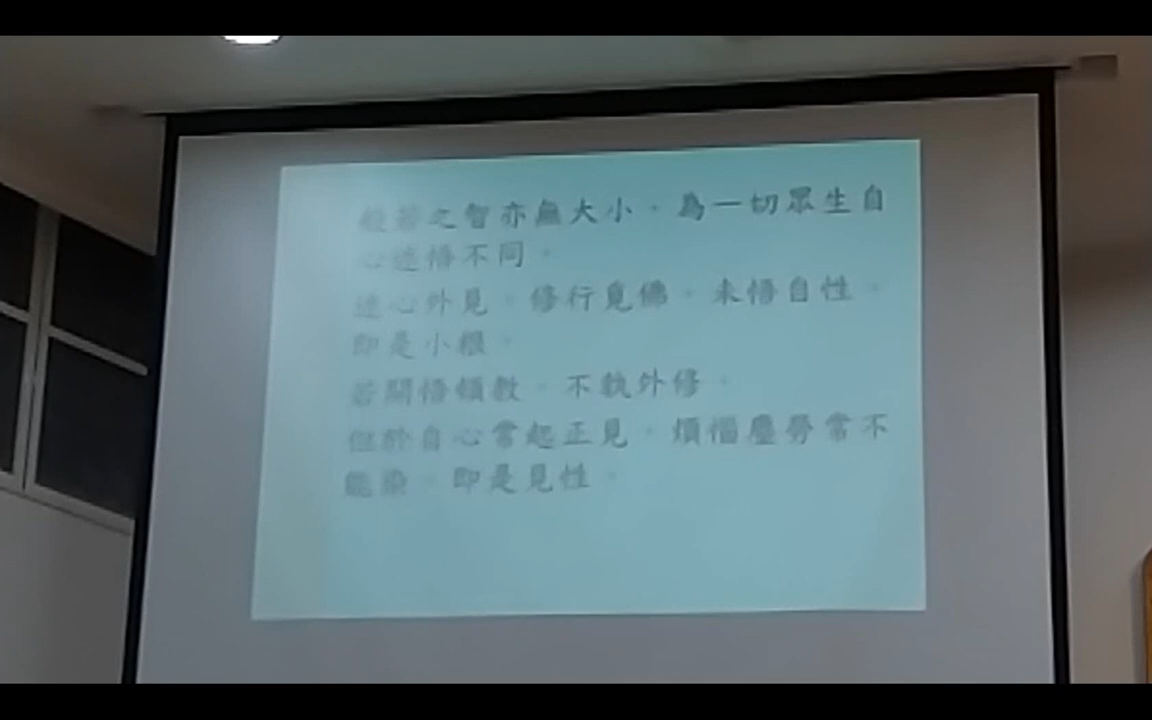 般若之智亦無大小。為一切眾生自
心迷悟不同。
迷心外見。修行覓佛。未悟自性。
即是小根。
若開悟頓教。不執外修。
但於自心常起正見。煩惱塵勞常不
能染。即是見性。